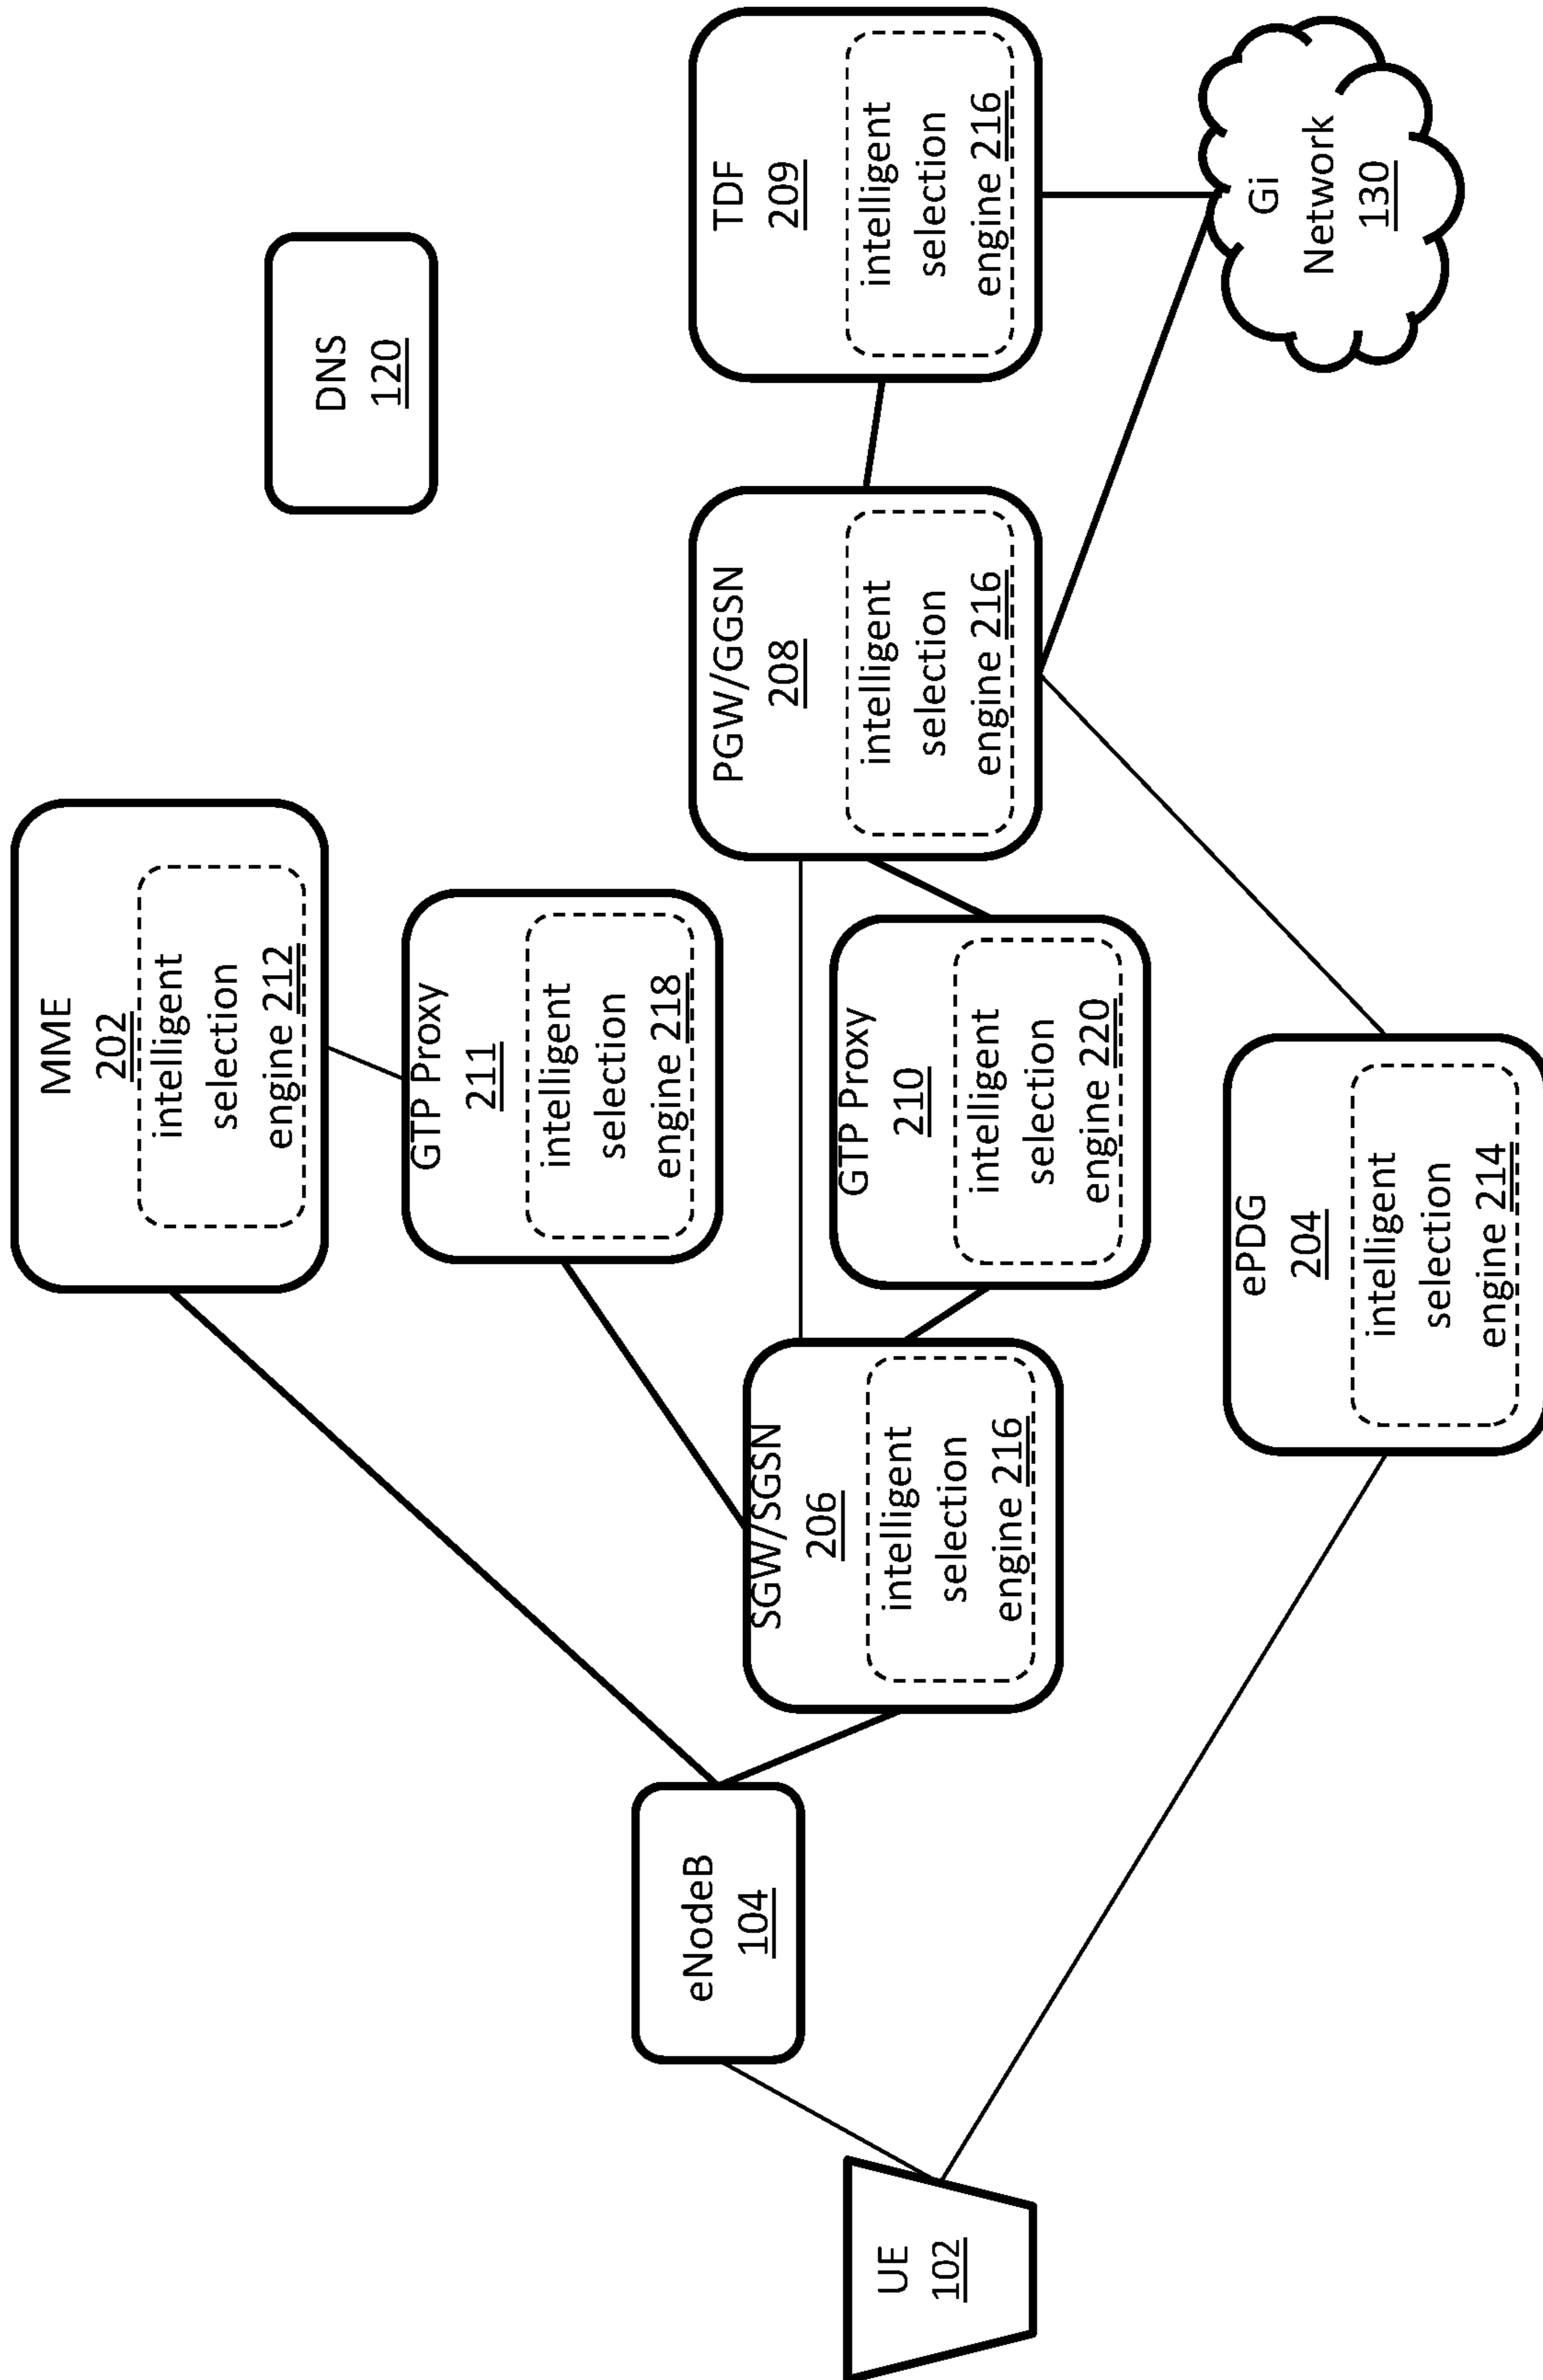 MME
202
intelligent
selection
engine 212
DNS
120
GTP Proxy
211
intelligent
selection
engine 218
eNodeB
104
SGW/SGSN
206
intelligent
selection
engine 216
PGW/GGSN
208
intelligent
selection
engine 216
TDF
209
intelligent
selection
engine 216
GTP Proxy
210
intelligent
selection
engine 220
UE
102
ePDG
204
intelligent
selection
engine 214
Gi
Network
130